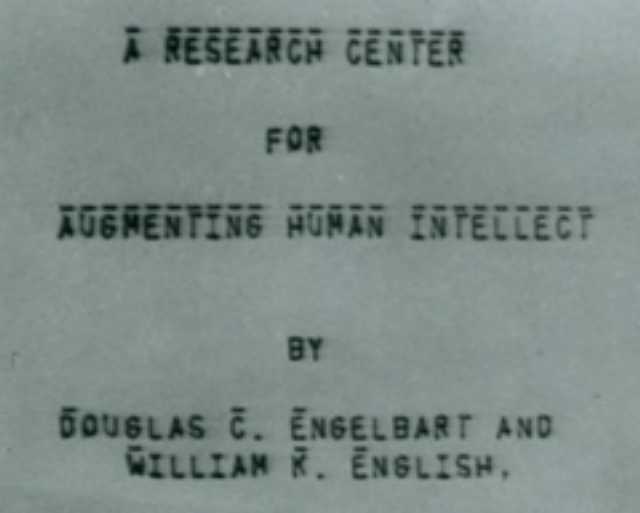 A RESEARCH CENTER
FOR
AUGMENTING HUMAN INTELLECT
BY
DOUGLAS C. ENGELBART AND
WILLIAM K. ENGLISH.